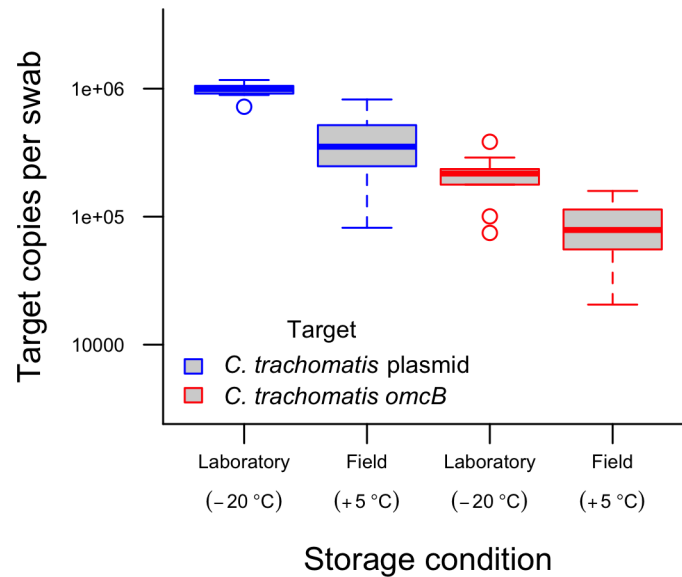 Target copies per swab
1e+06
1e+05
10000
Target
C. trachomatis plasmid
C. trachomatis omcB
Laboratory Field Laboratory Field
(−20 °C) (+5 °C) (−20 °C) (+5 °C)
Storage condition